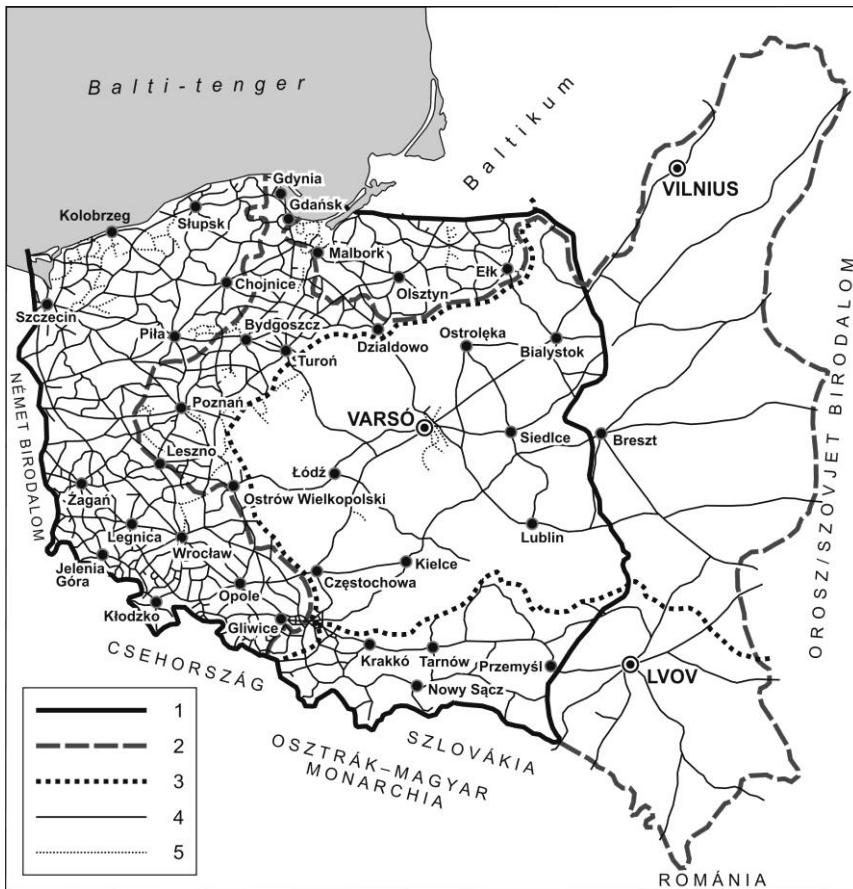 Balti-tenger
Baltikum
Gdynia
Gdańsk
VILNIUS
Kolobrzeg
Słupsk
Malbork
Ełk
Chojnice
Olsztyn
Szczecin
Bydgoszcz
Ostrolęka
Piła
Dzialdowo
Bialystok
Turoń
NÉMET BIRODALOM
Poznań
VARSÓ
OROSZ/SZOVJET BIRODALOM
Siedlce
Breszt
Leszno
Łódź
Żagań
Ostrów Wielkopolski
Legnica
Wrocław
Lublin
Jelenia
Góra
Kielce
Opole
Częstochowa
Kłodzko
Gliwice
CSEHORSZÁG
Krakkó
Tarnów
Przemyśl
LVOV
Nowy Sącz
SZLOVÁKIA
OSZTRÁK–MAGYAR
MONARCHIA
1
2
3
4
5
ROMÁNIA